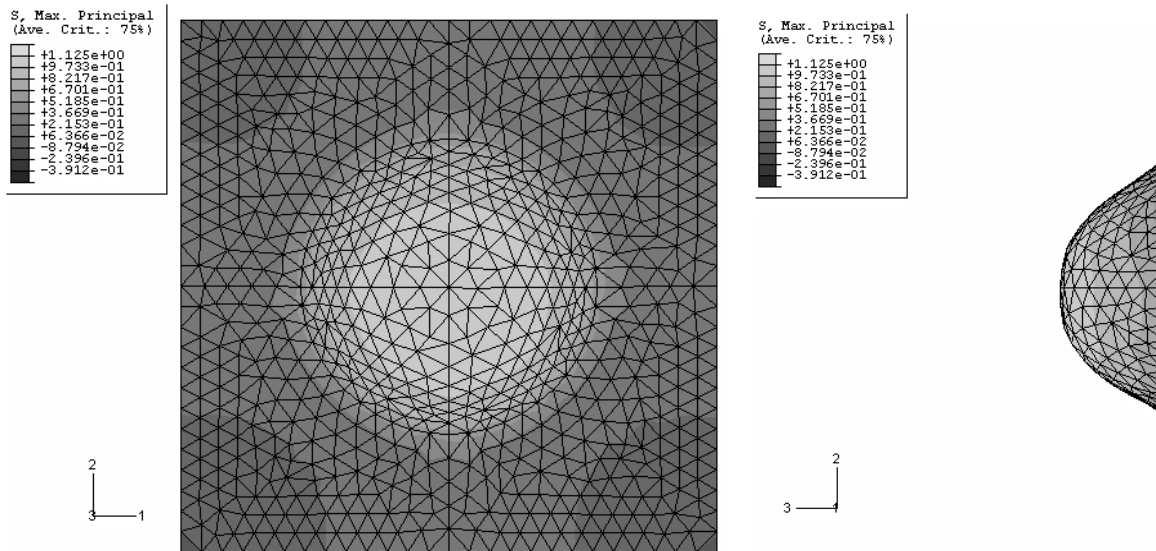 S, Max. Principal
(Ave. Crit.: 75%)
+1.125e+00
+9.733e-01
+8.217e-01
+6.701e-01
+5.185e-01
+3.669e-01
+2.153e-01
+6.366e-02
-8.794e-02
-2.396e-01
-3.912e-01
2
3
1
S, Max. Principal
(Ave. Crit.: 75%)
+1.125e+00
+9.733e-01
+8.217e-01
+6.701e-01
+5.185e-01
+3.669e-01
+2.153e-01
+6.366e-02
-8.794e-02
-2.396e-01
-3.912e-01
2
3
1